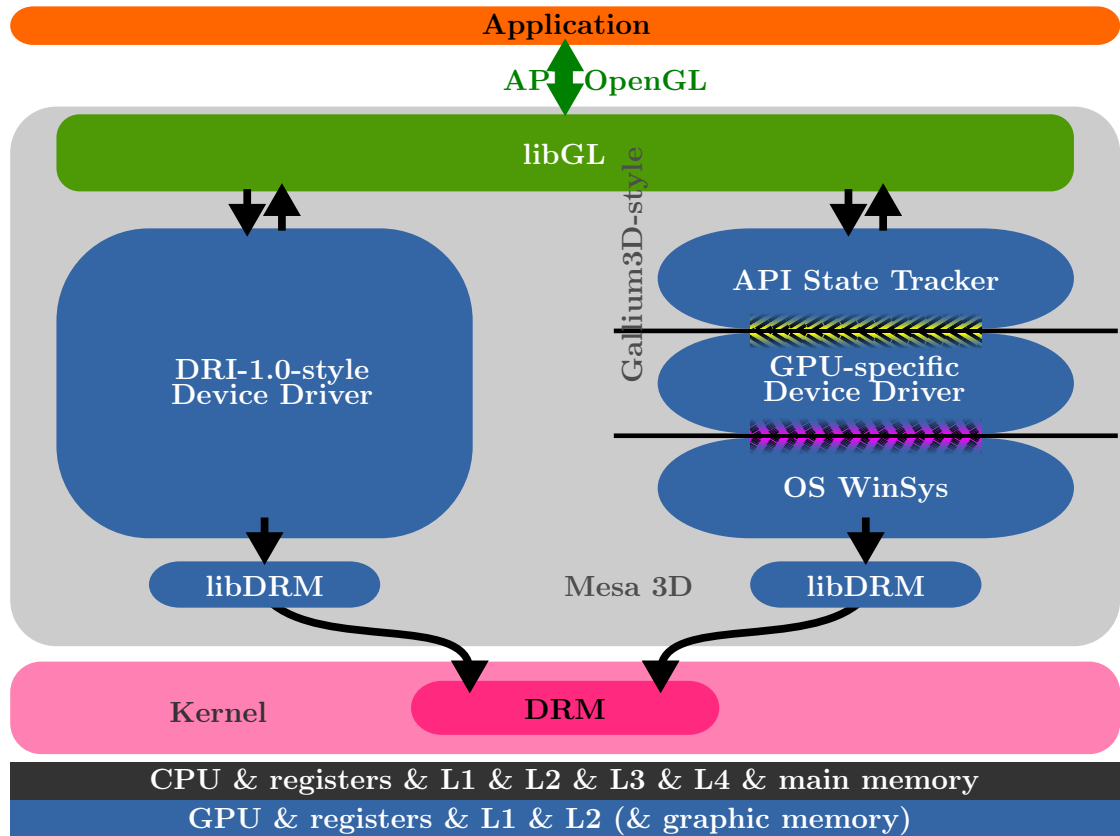 Application
API OpenGL
libGL
Gallium3D-style
API State Tracker
DRI-1.0-style
Device Driver
GPU-specific
Device Driver
OS WinSys
libDRM
Mesa 3D
libDRM
Kernel
DRM
CPU & registers & L1 & L2 & L3 & L4 & main memory
GPU & registers & L1 & L2 (& graphic memory)